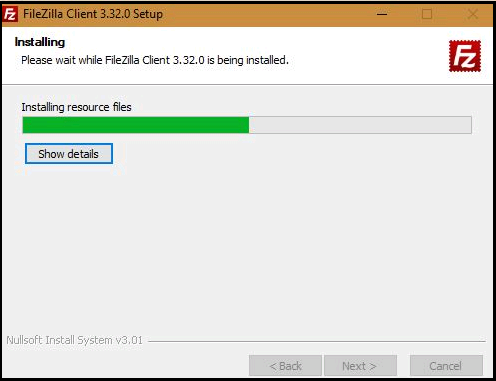 FileZilla Client 3.32.0 Setup
Installing
Please wait while FileZilla Client 3.32.0 is being installed.
Fz
Installing resource files
Show details
Nullsoft Install System v3.01
< Back
Next >
Cancel